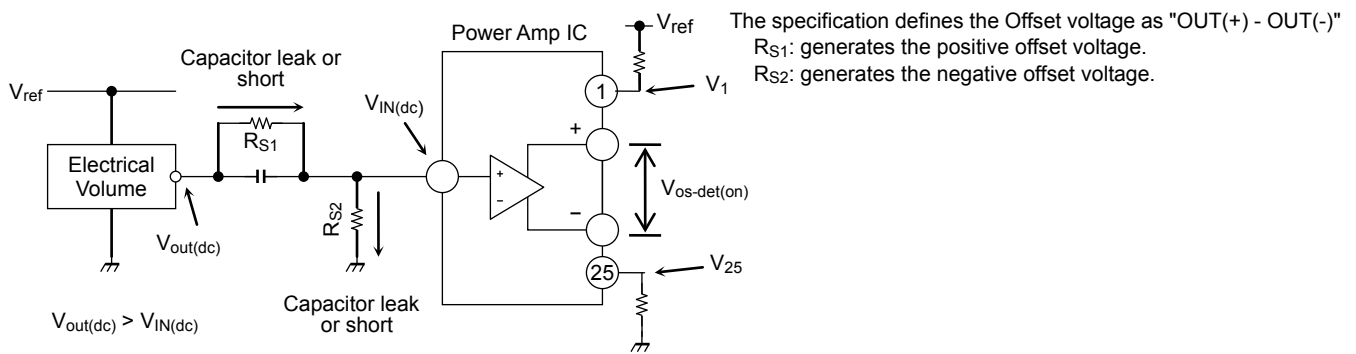 The specification defines the Offset voltage as "OUT(+) - OUT(-)"
RS1: generates the positive offset voltage.
RS2: generates the negative offset voltage.
Power Amp IC
Vref
Capacitor leak or
short
Vref
VIN(dc)
1
V1
RS1
+
Electrical
Volume
+
−
Vos-det(on)
RS2
−
Vout(dc)
25
V25
Capacitor leak
or short
Vout(dc) > VIN(dc)